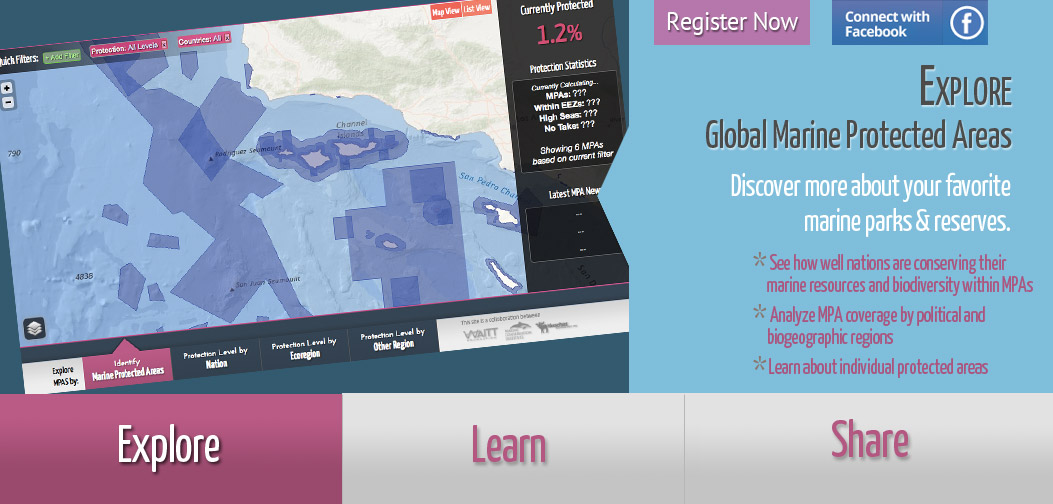 Register Now
Connect with
Facebook
Map View List View
Quick Filters: + Add Filter Protection: All Levels x Countries: All x
+
−
790
4838
Rodriguez Seamount
San Juan Seamount
Channel
Islands
San Pedro Cha
Currently Protected
1.2%
Protection Statistics
Currently Calculating...
MPAs: ???
Within EEZs: ???
High Seas: ???
No Take: ???
Showing 6 MPAs
based on current filter
Latest MPA New
--
--
--
Explore
MPAS by:
Identify
Marine Protected Areas
Protection Level by
Nation
Protection Level by
Ecoregion
Protection Level by
Other Region
This site is a collaboration between
WAITT
EXPLORE
Global Marine Protected Areas
Discover more about your favorite
marine parks & reserves.
* See how well nations are conserving their
marine resources and biodiversity within MPAs
* Analyze MPA coverage by political and
biogeographic regions
* Learn about individual protected areas
Explore
Learn
Share